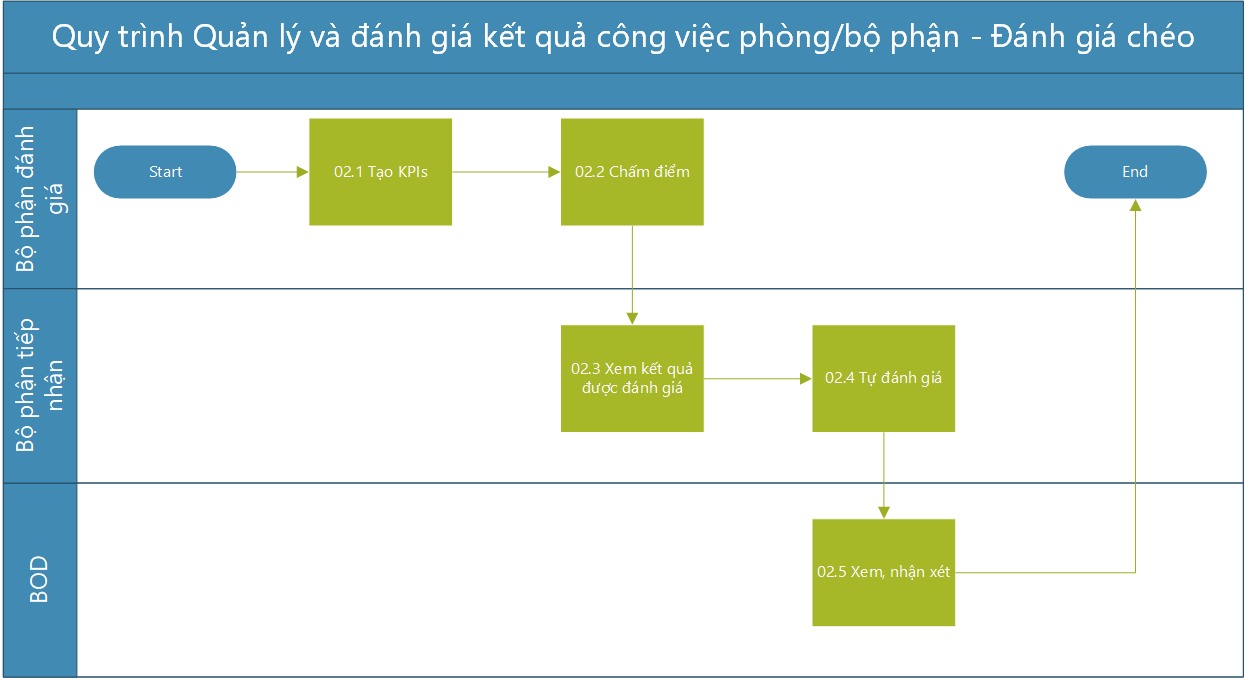 Quy trình Quản lý và đánh giá kết quả công việc phòng/bộ phận - Đánh giá chéo
Bộ phận đánh
giá
Start
02.1 Tạo KPIs
02.2 Chấm điểm
End
Bộ phận tiếp
nhận
02.3 Xem kết quả
được đánh giá
02.4 Tự đánh giá
BOD
02.5 Xem, nhận xét